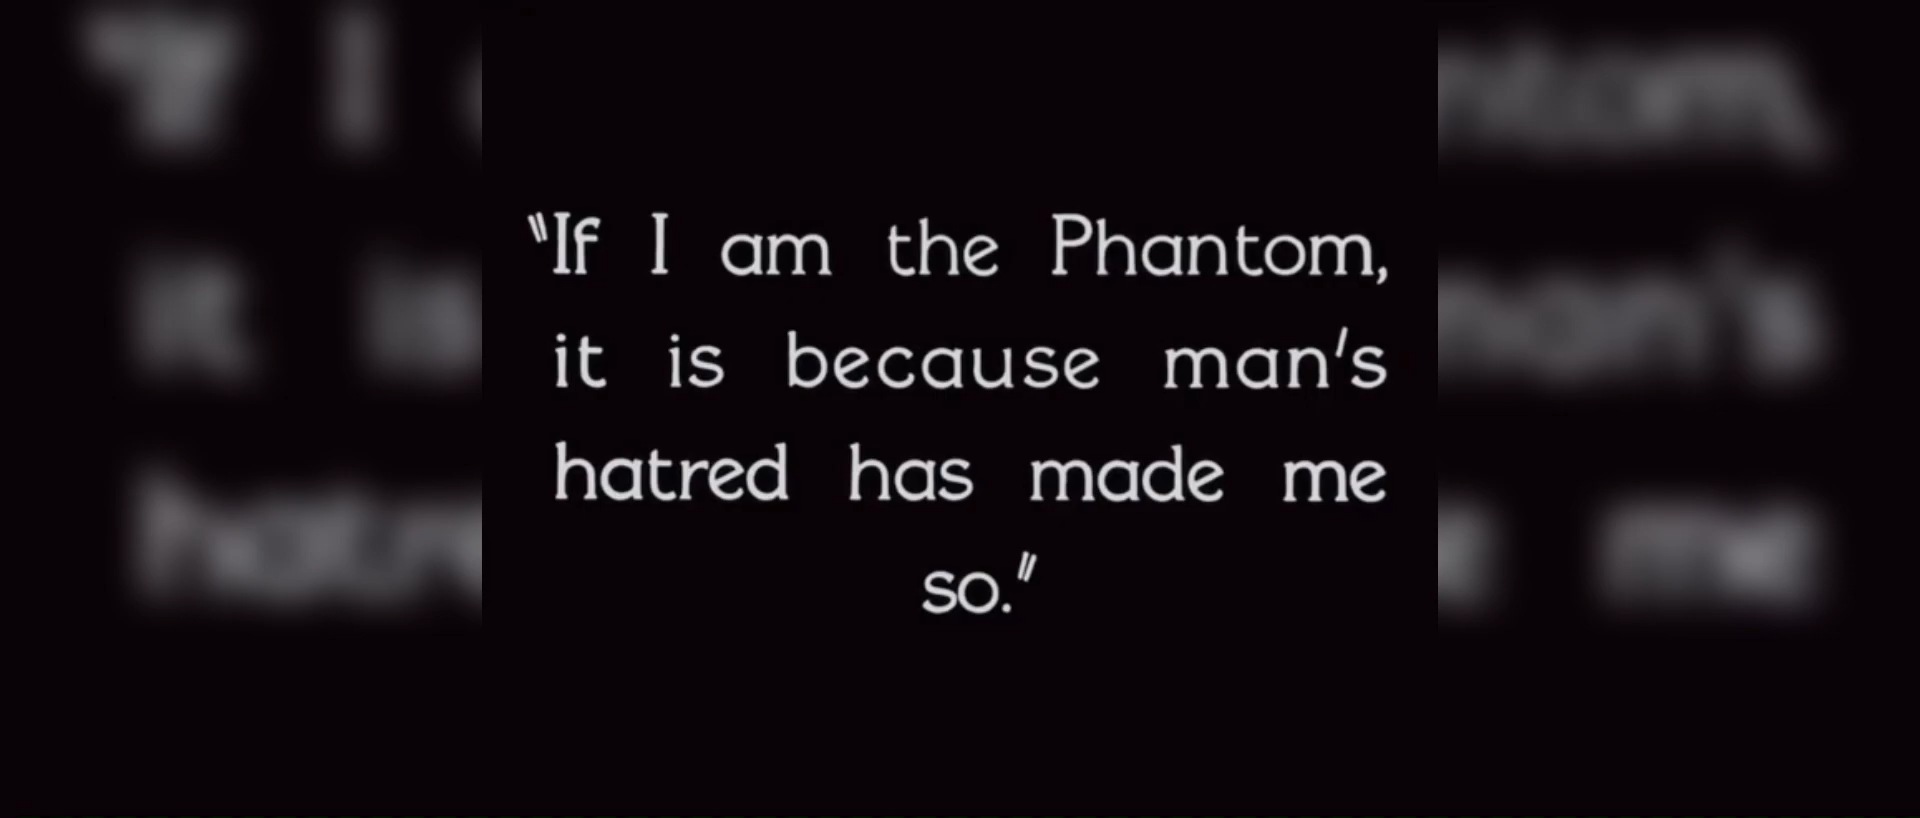 "If I am the Phantom,
it is because man's
hatred has made me
so."